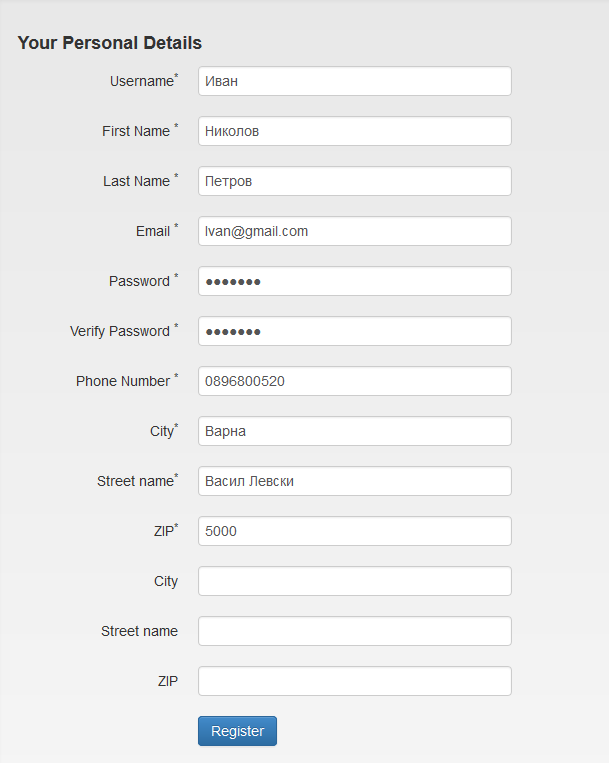 Your Personal Details
Username* Иван
First Name * Николов
Last Name * Петров
Email * Ivan@gmail.com
Password * ●●●●●●●
Verify Password * ●●●●●●●
Phone Number * 0896800520
City* Варна
Street name* Васил Левски
ZIP* 5000
City
Street name
ZIP
Register